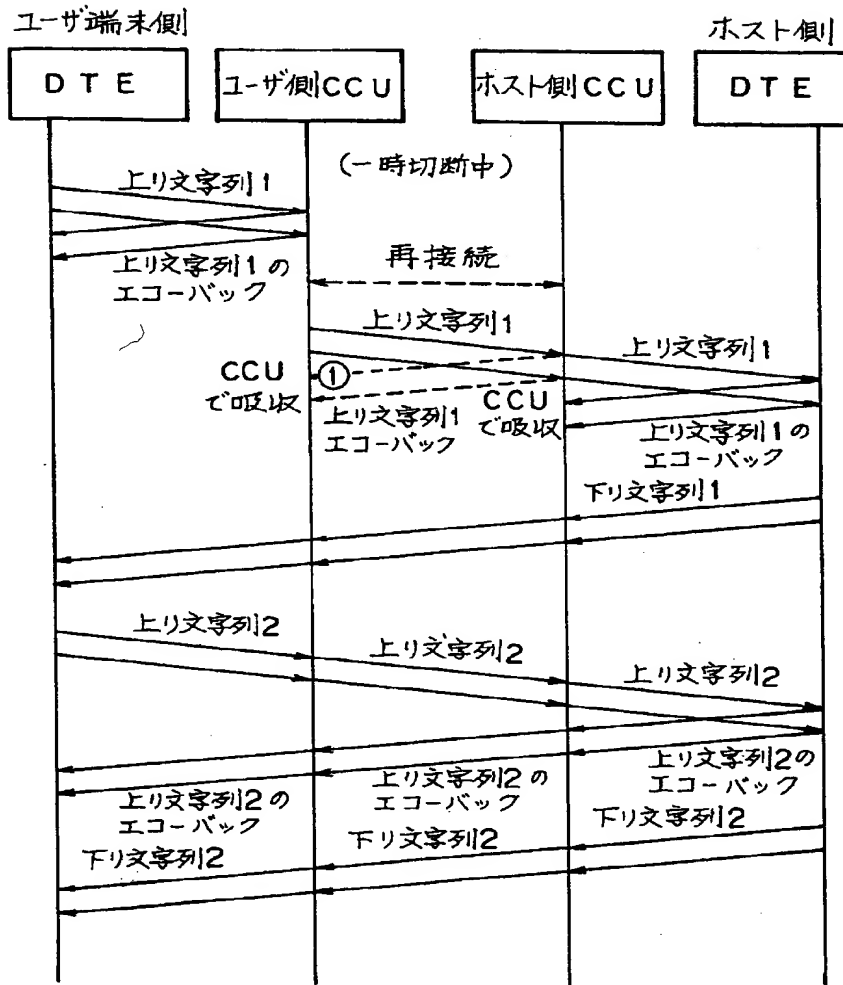 ユーザ端末側
ホスト側
DTE
ユーザ側CCU
ホスト側CCU
DTE
(一時切断中)
上り文字列1
上り文字列1の
エコーバック
再接続
上り文字列1
上り文字列1
CCU
で吸収
①
上り文字列1
エコーバック
CCU
で吸収
上り文字列1の
エコーバック
下り文字列1
上り文字列2
上り文字列2
上り文字列2
上り文字列2の
エコーバック
上り文字列2の
エコーバック
上り文字列2の
エコーバック
下り文字列2
下り文字列2
下り文字列2